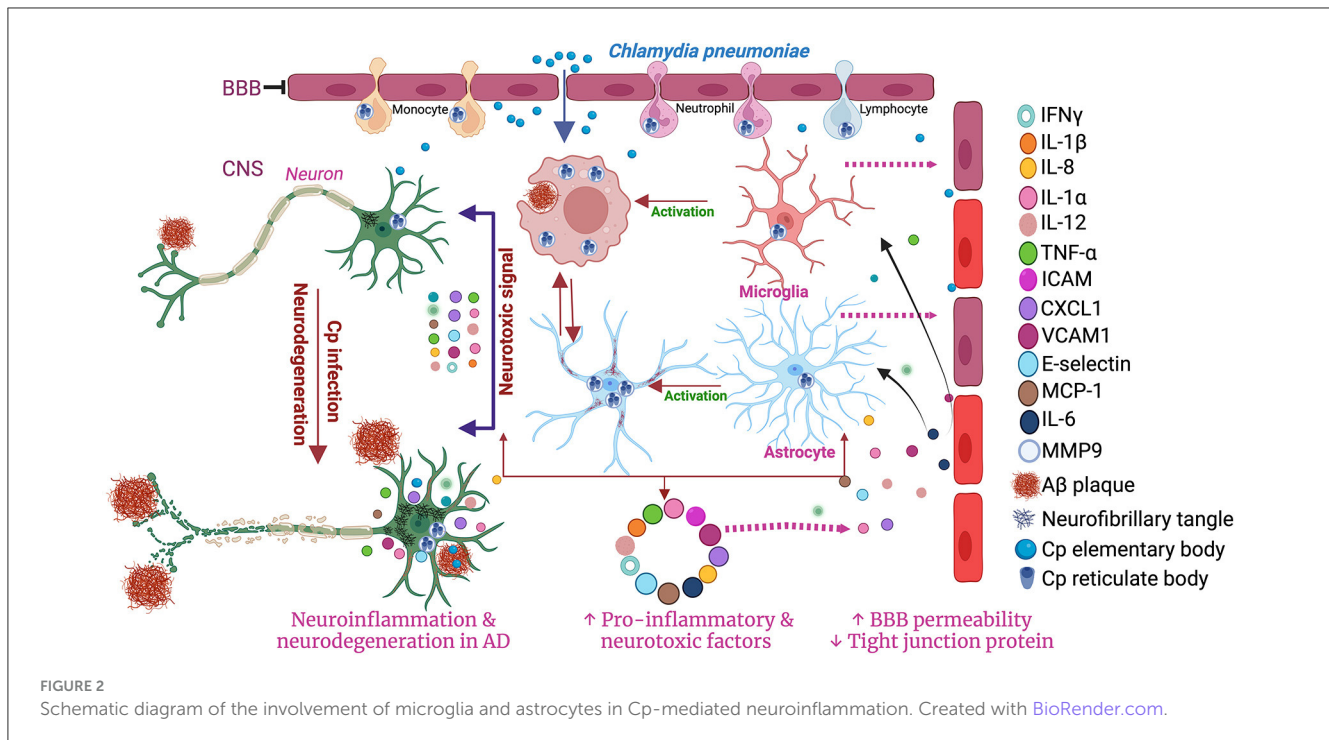 Chlamydia pneumoniae
BBB
Monocyte
Neutrophil
Lymphocyte
CNS
Neuron
Activation
Microglia
Neurotoxic signal
Cp infection
Neurodegeneration
Activation
Astrocyte
IFNγ
IL-1β
IL-8
IL-1α
IL-12
TNF-α
ICAM
CXCL1
VCAM1
E-selectin
MCP-1
IL-6
MMP9
Aβ plaque
Neurofibrillary tangle
Cp elementary body
Cp reticulate body
Neuroinflammation &
neurodegeneration in AD
↑ Pro-inflammatory &
neurotoxic factors
↑ BBB permeability
↓ Tight junction protein
FIGURE 2
Schematic diagram of the involvement of microglia and astrocytes in Cp-mediated neuroinflammation. Created with BioRender.com.